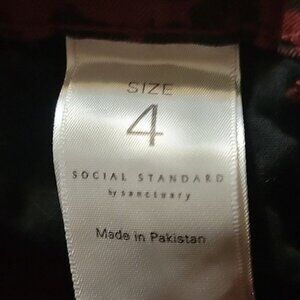 SIZE
4
SOCIAL STANDARD
by sanctuary
Made in Pakistan